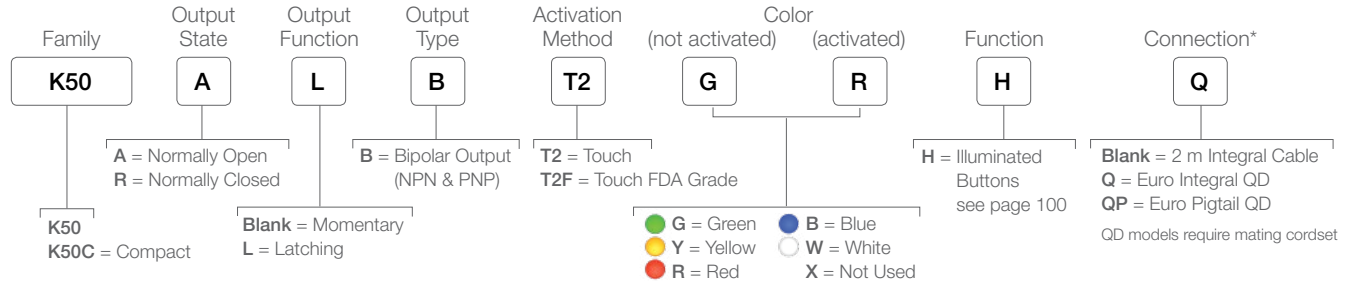 Family
Output
State
Output
Function
Output
Type
Activation
Method
Color
(not activated)
(activated)
Function
Connection*
K50
A
L
B
T2
G
R
H
Q
K50
K50C = Compact
A = Normally Open
R = Normally Closed
Blank = Momentary
L = Latching
B = Bipolar Output
(NPN & PNP)
T2 = Touch
T2F = Touch FDA Grade
G = Green
Y = Yellow
R = Red
B = Blue
W = White
X = Not Used
H = Illuminated
Buttons
see page 100
Blank = 2 m Integral Cable
Q = Euro Integral QD
QP = Euro Pigtail QD
QD models require mating cordset